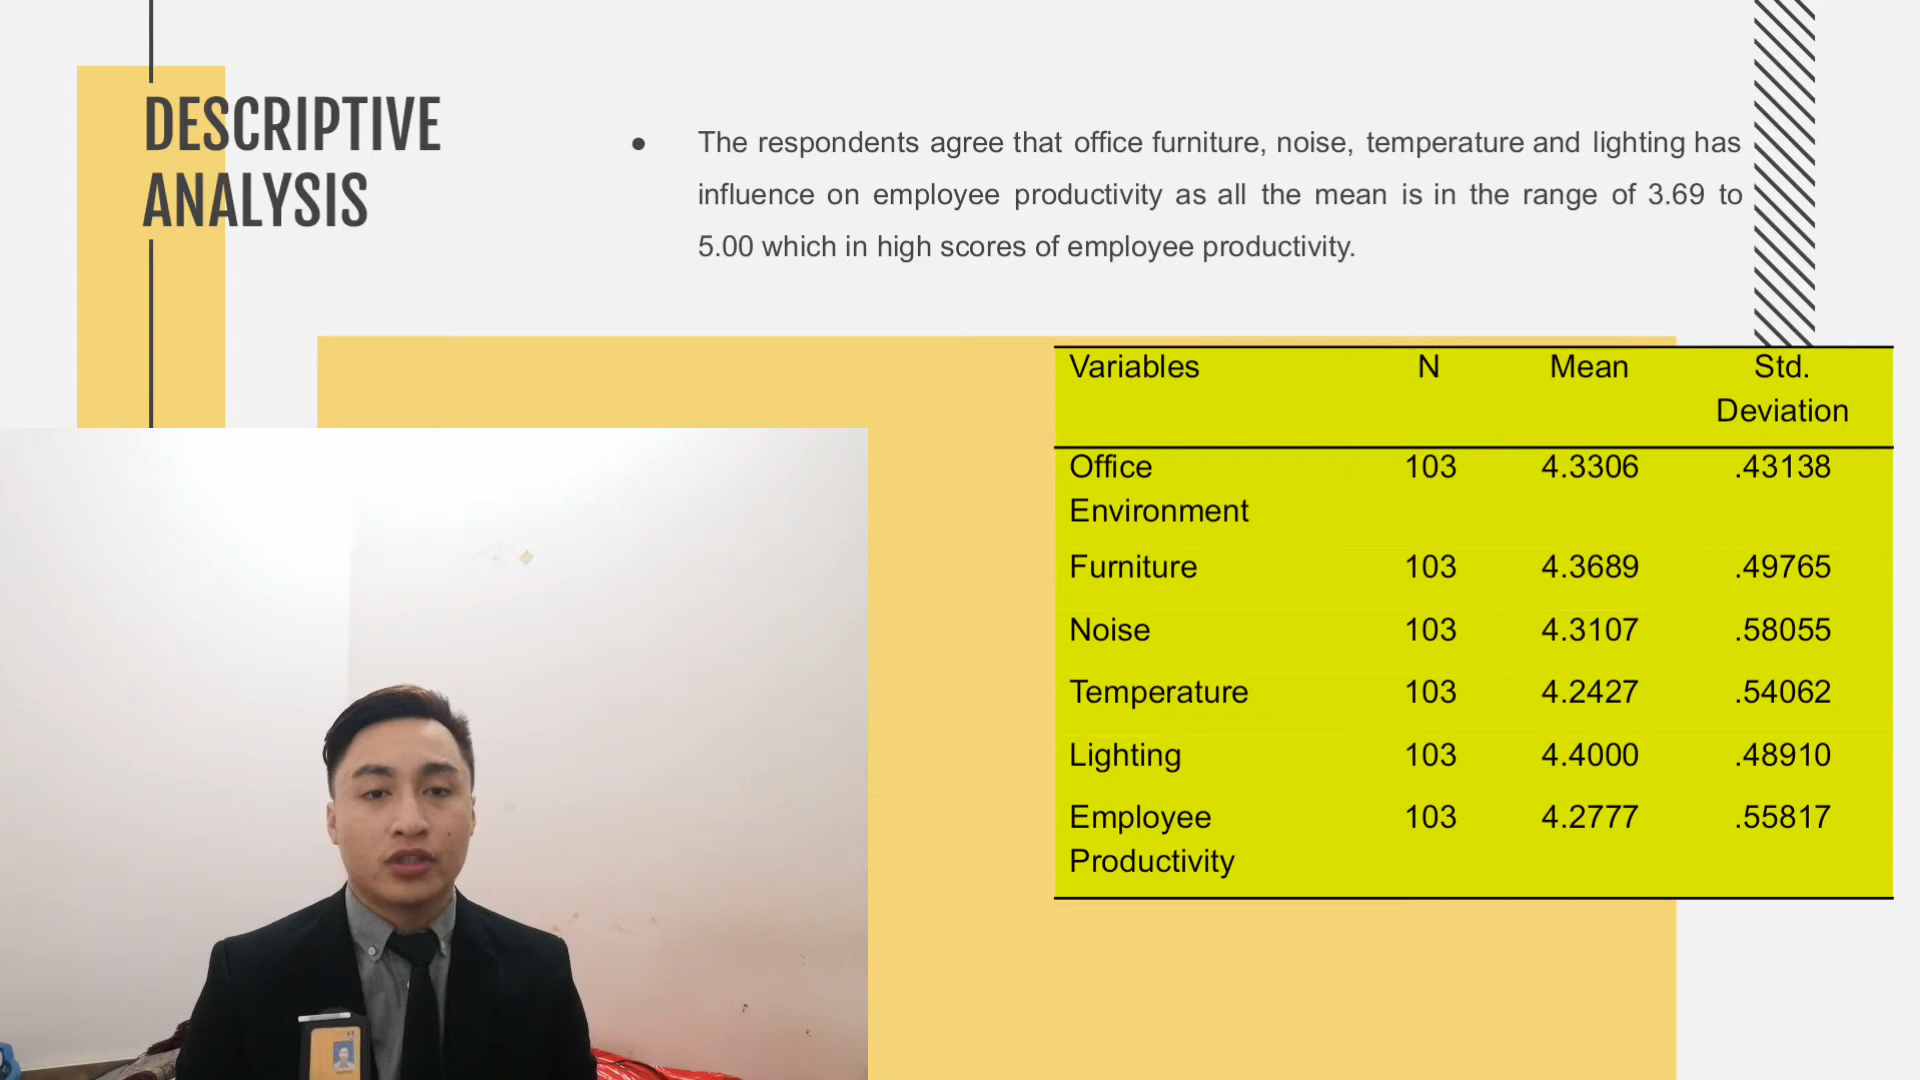 DESCRIPTIVE
ANALYSIS
● The respondents agree that office furniture, noise, temperature and lighting has
influence on employee productivity as all the mean is in the range of 3.69 to
5.00 which in high scores of employee productivity.
Variables N Mean Std.
Deviation
Office 103 4.3306 .43138
Environment
Furniture 103 4.3689 .49765
Noise 103 4.3107 .58055
Temperature 103 4.2427 .54062
Lighting 103 4.4000 .48910
Employee 103 4.2777 .55817
Productivity